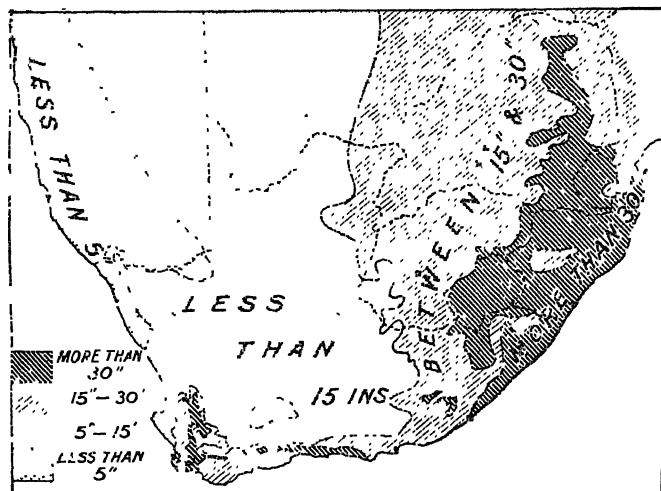 LESS THAN 5"
BETWEEN 15" & 30"
MORE THAN 30"
LESS
THAN
15 INS
MORE THAN
30"
15"–30'
5"–15'
LESS THAN
5"